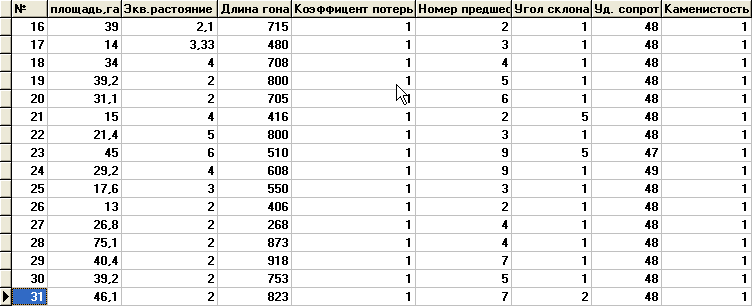 № площадь,га Экв.растояние Длина гона Коэффицент потерь Номер предшес Угол склона Уд. сопрот Каменистость
16 39 2,1 715 1 2 1 48 1
17 14 3,33 480 1 3 1 48 1
18 34 4 708 1 4 1 48 1
19 39,2 2 800 1 5 1 48 1
20 31,1 2 705 1 6 1 48 1
21 15 4 416 1 2 5 48 1
22 21,4 5 800 1 3 1 48 1
23 45 6 510 1 9 5 47 1
24 29,2 4 608 1 9 1 49 1
25 17,6 3 550 1 3 1 48 1
26 13 2 406 1 2 1 48 1
27 26,8 2 268 1 4 1 48 1
28 75,1 2 873 1 4 1 48 1
29 40,4 2 918 1 7 1 48 1
30 39,2 2 753 1 5 1 48 1
31 46,1 2 823 1 7 2 48 1